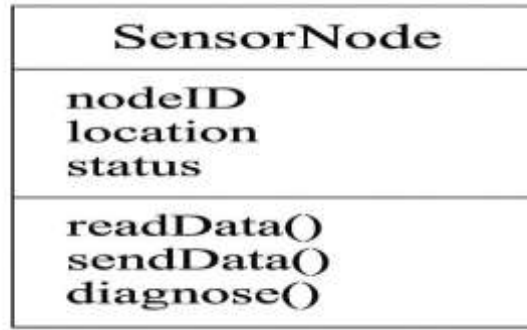 SensorNode
nodeID
location
status
readData()
sendData()
diagnose()